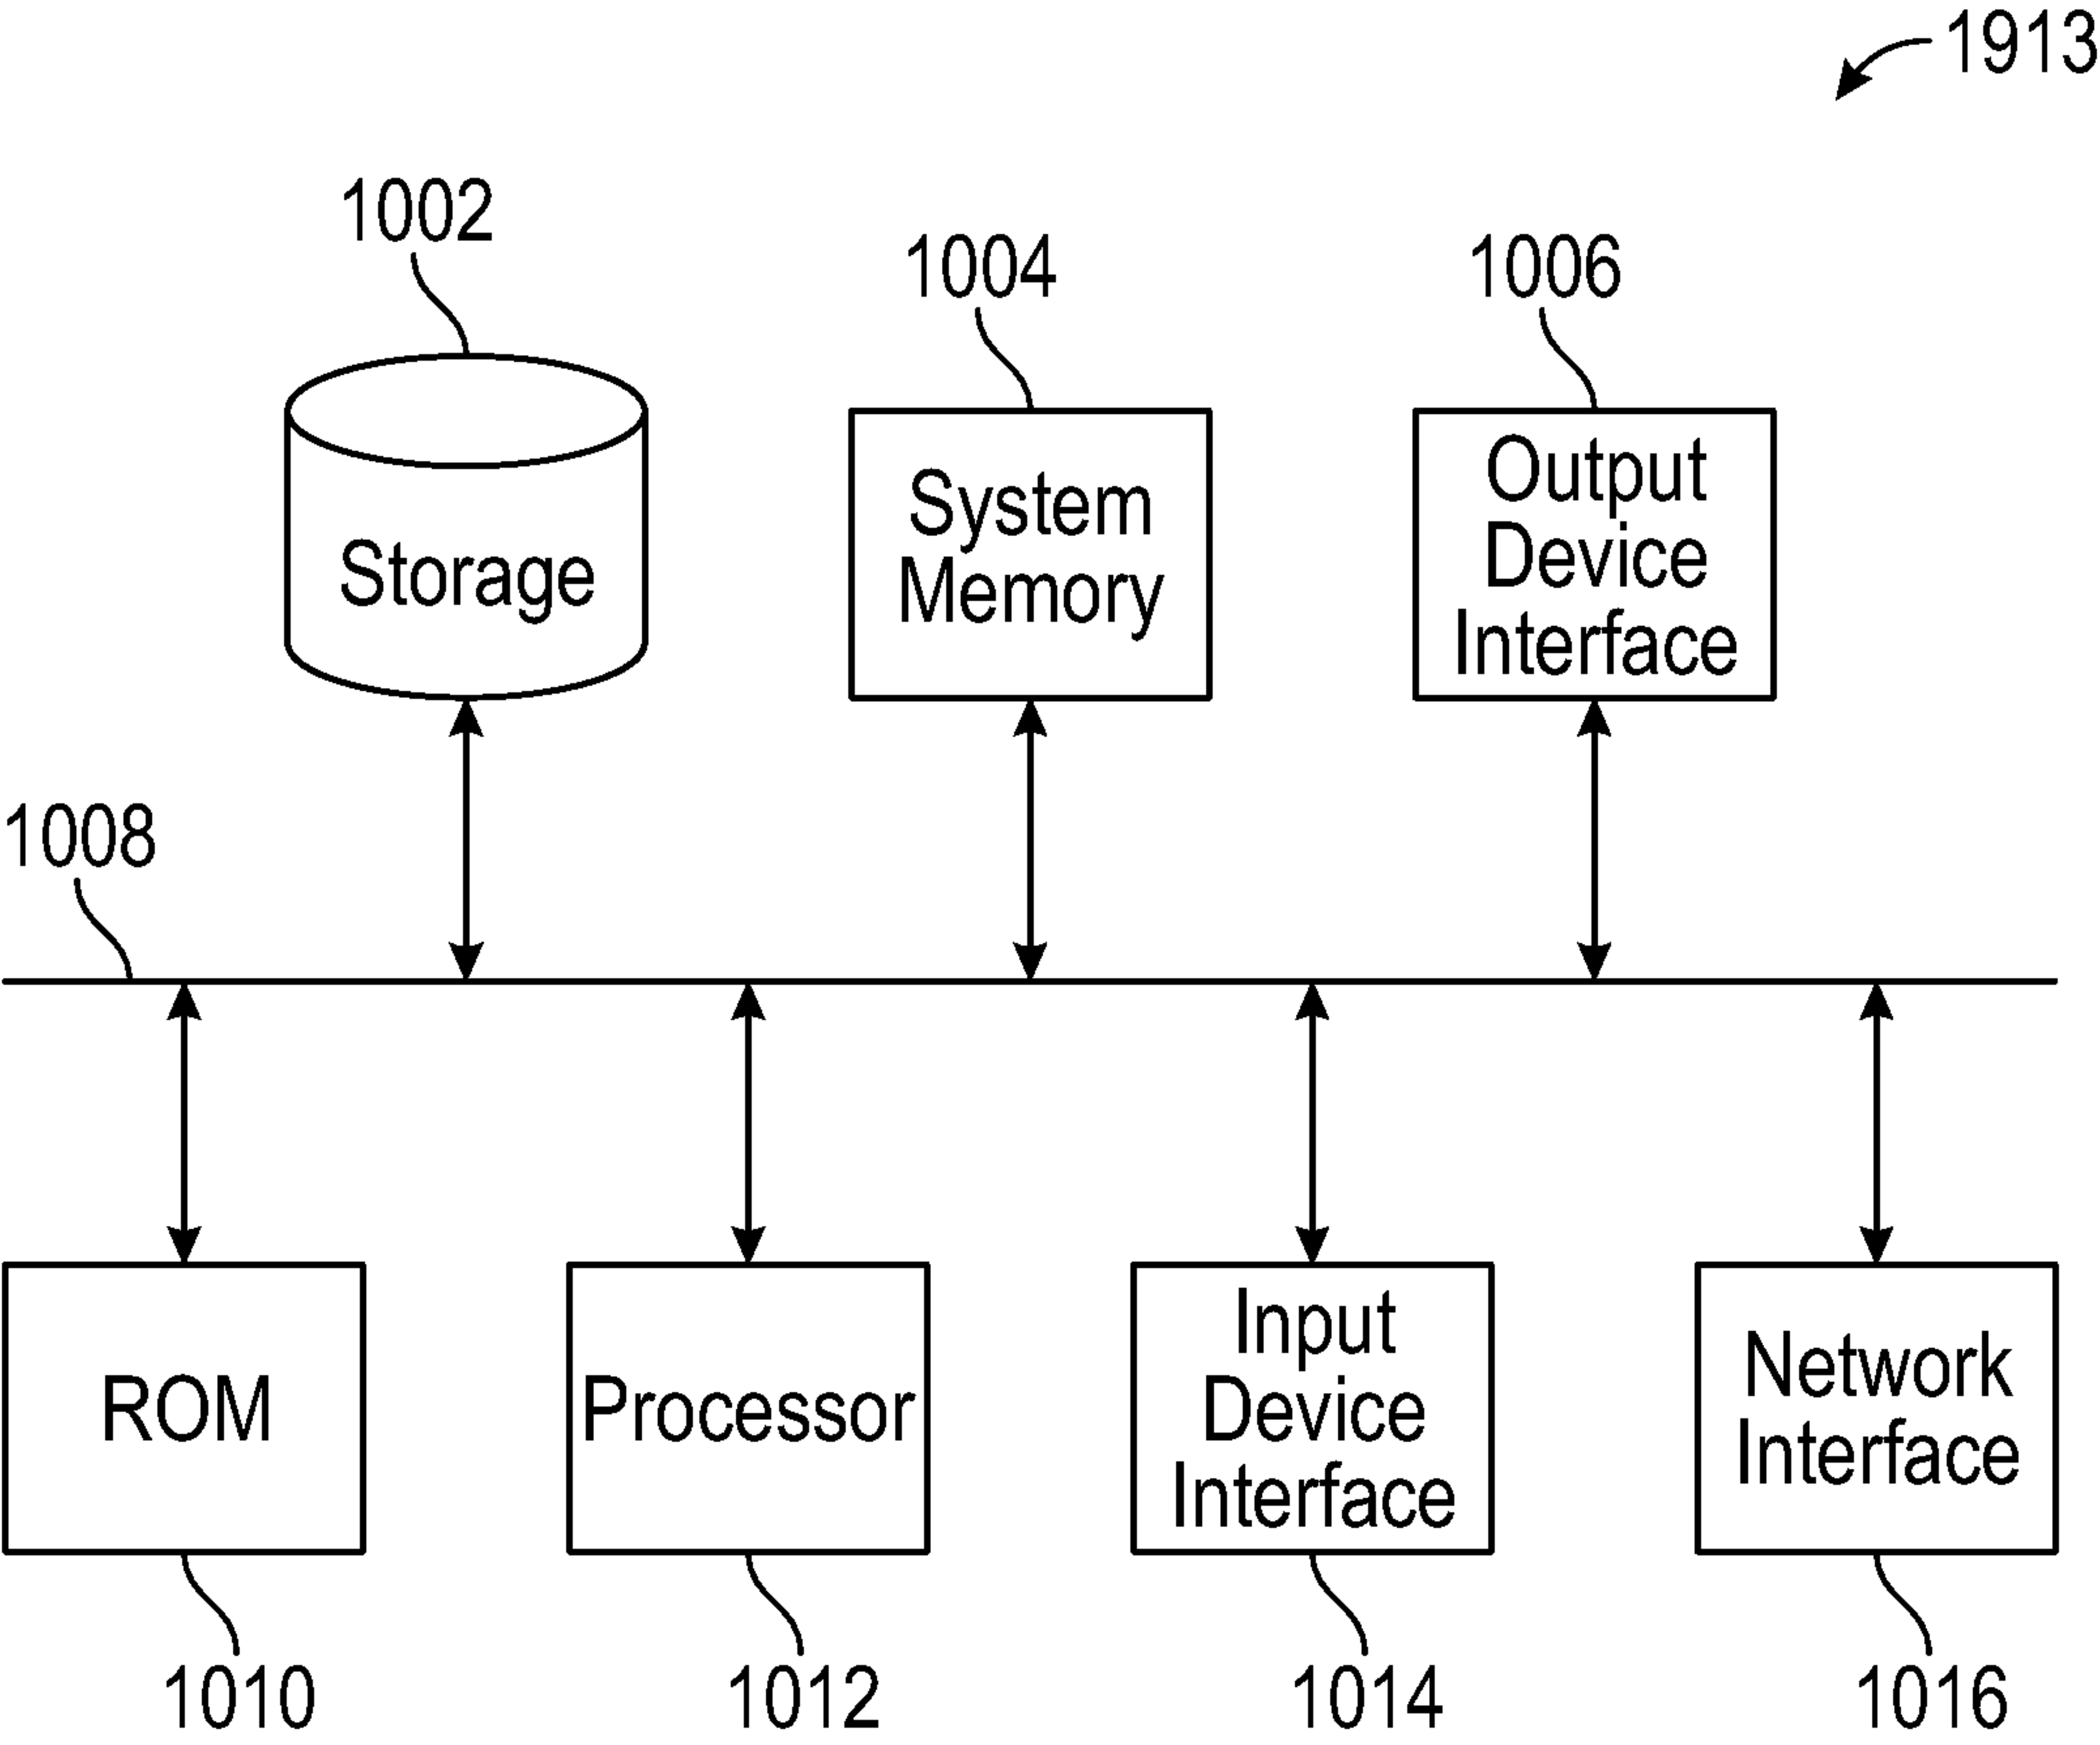 1913
1002
1004
1006
Storage
System
Memory
Output
Device
Interface
1008
ROM
Processor
Input
Device
Interface
Network
Interface
1010
1012
1014
1016